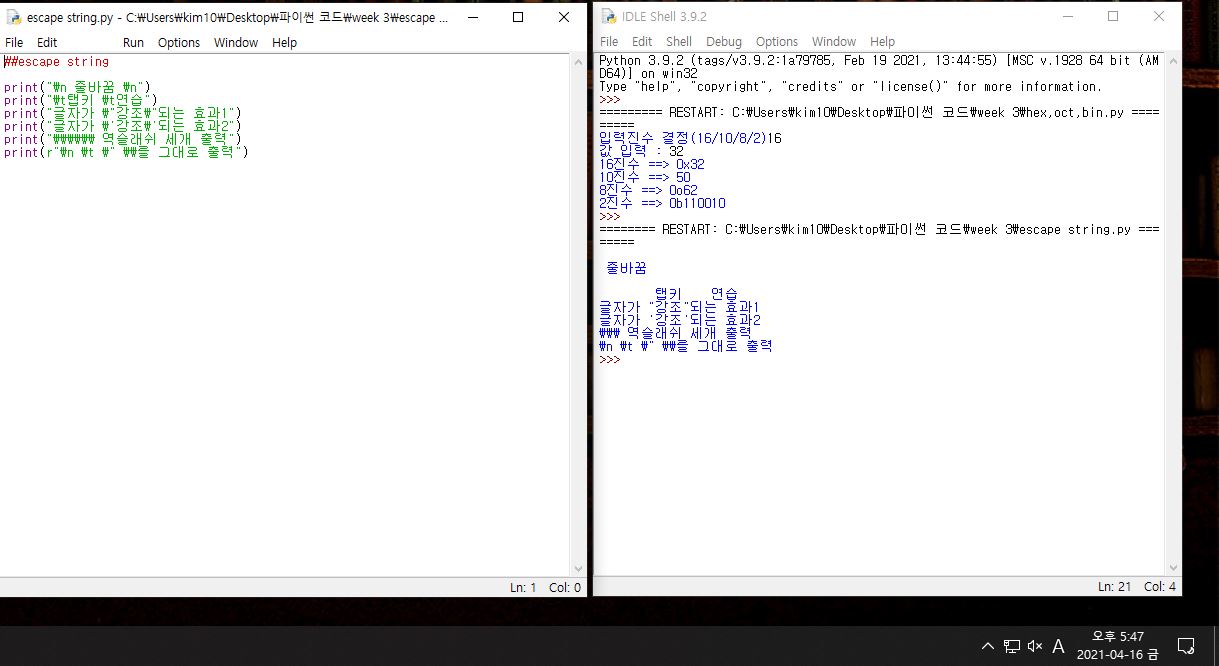 escape string.py - C:₩Users₩kim10₩Desktop₩파이썬 코드₩week 3₩escape ...
File Edit Run Options Window Help
##escape string
print("₩n 줄바꿈 ₩n")
print("₩t탭키 ₩t연습")
print("글자가 ₩"강조₩"되는 효과1")
print("글자가 ₩'강조₩'되는 효과2")
print("₩₩₩₩₩₩ 역슬래쉬 세개 출력")
print(r"₩n ₩t ₩" ₩₩를 그대로 출력")
Ln: 1 Col: 0
IDLE Shell 3.9.2
File Edit Shell Debug Options Window Help
Python 3.9.2 (tags/v3.9.2:1a79785, Feb 19 2021, 13:44:55) [MSC v.1928 64 bit (AM
D64)] on win32
Type "help", "copyright", "credits" or "license()" for more information.
>>>
========= RESTART: C:₩Users₩kim10₩Desktop₩파이썬 코드₩week 3₩hex,oct,bin.py ====
=====
입력진수 결정(16/10/8/2)16
값 입력 : 32
16진수 ==> 0x32
10진수 ==> 50
8진수 ==> 0o62
2진수 ==> 0b110010
>>>
======== RESTART: C:₩Users₩kim10₩Desktop₩파이썬 코드₩week 3₩escape string.py ===
=====
줄바꿈
탭키 연습
글자가 "강조"되는 효과1
글자가 '강조'되는 효과2
₩₩₩ 역슬래쉬 세개 출력
₩n ₩t ₩" ₩₩를 그대로 출력
>>>
Ln: 21 Col: 4
A
오후 5:47
2021-04-16 금